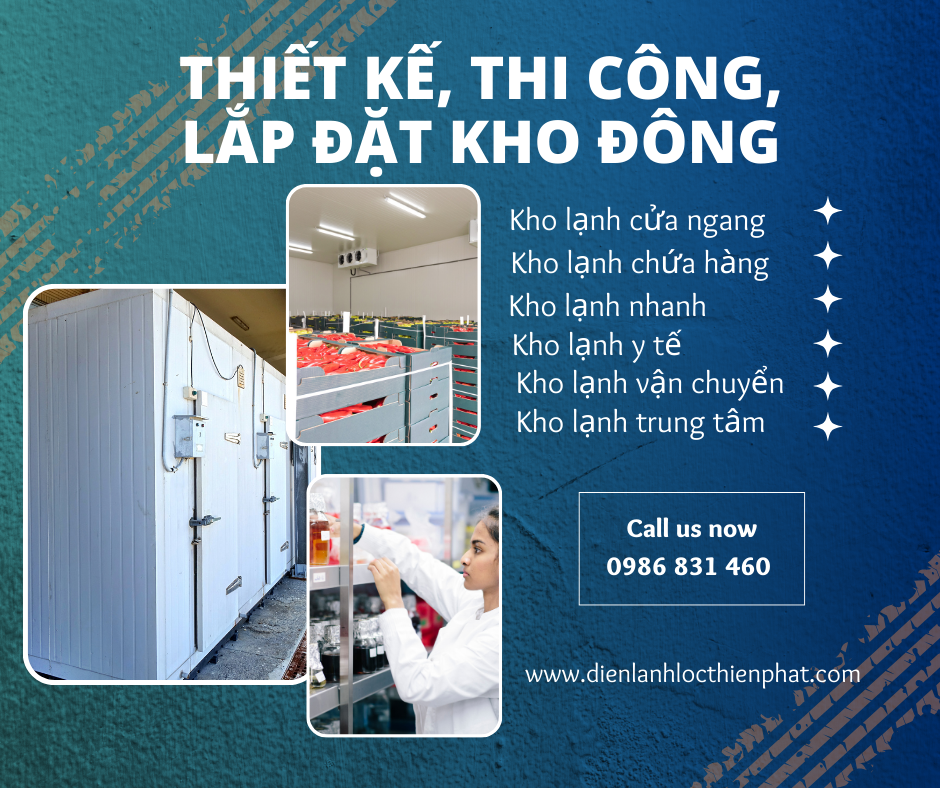 THIẾT KẾ, THI CÔNG,
LẮP ĐẶT KHO ĐÔNG
Kho lạnh cửa ngang
Kho lạnh chứa hàng
Kho lạnh nhanh
Kho lạnh y tế
Kho lạnh vận chuyển
Kho lạnh trung tâm
Call us now
0986 831 460
www.dienlanhlocthienphat.com